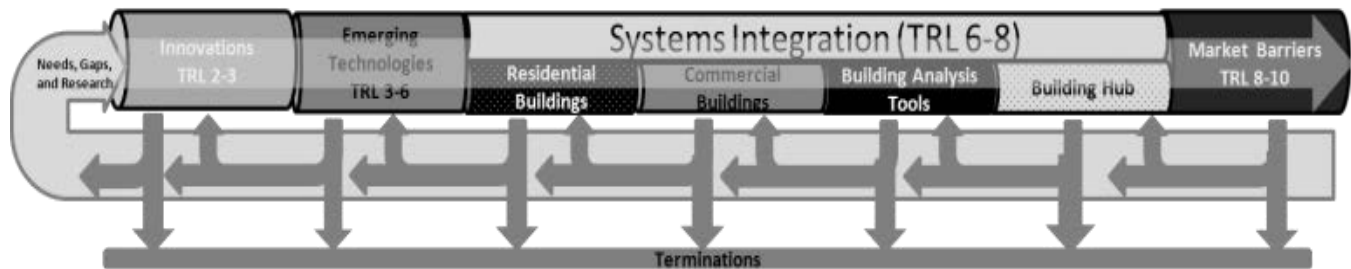 Needs, Gaps,
and Research
Innovations
TRL 2-3
Emerging
Technologies
TRL 3-6
Systems Integration (TRL 6-8)
Residential
Buildings
Commercial
Buildings
Building Analysis
Tools
Building Hub
Market Barriers
TRL 8-10
Terminations